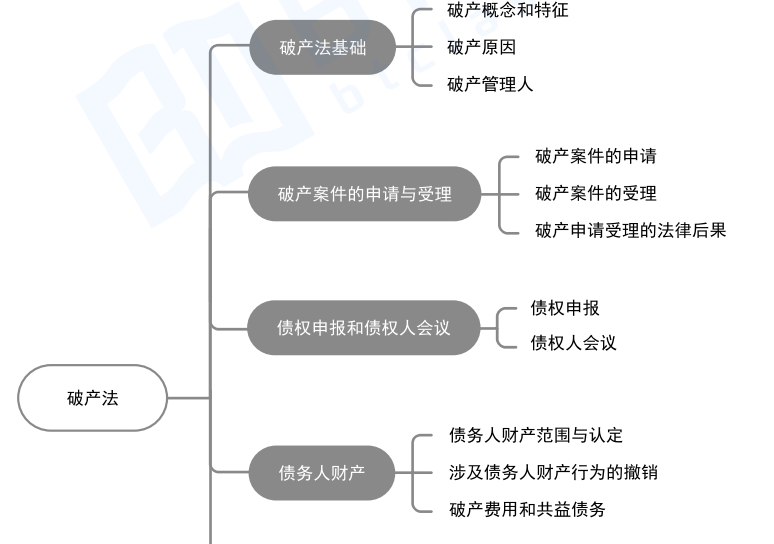 破产概念和特征
破产法基础
破产原因
破产管理人
破产案件的申请
破产案件的申请与受理
破产案件的受理
破产申请受理的法律后果
债权申报
债权申报和债权人会议
债权人会议
破产法
债务人财产范围与认定
债务人财产
涉及债务人财产行为的撤销
破产费用和共益债务